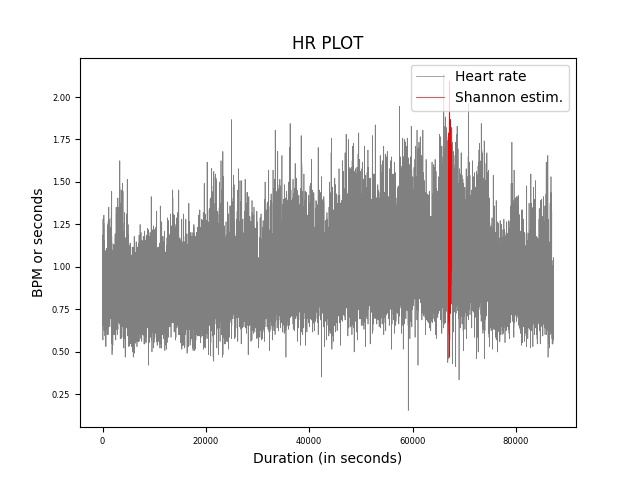 HR PLOT
Heart rate
Shannon estim.
2.00
1.75
1.50
1.25
1.00
0.75
0.50
0.25
BPM or seconds
0
20000
40000
60000
80000
Duration (in seconds)